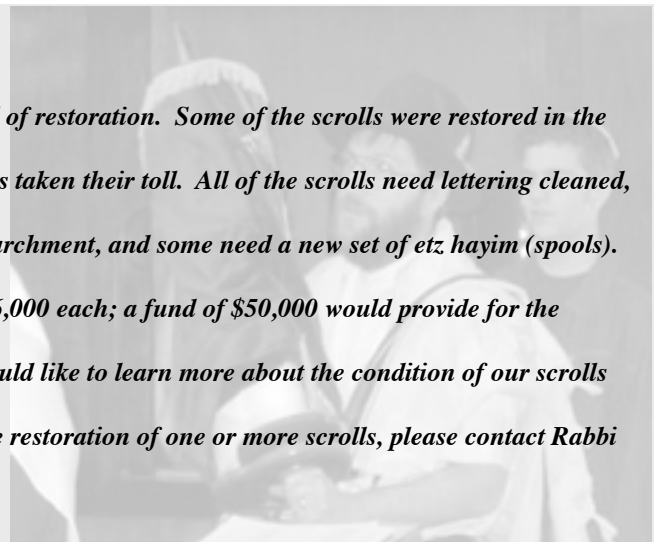 of restoration. Some of the scrolls were restored in the
taken their toll. All of the scrolls need lettering cleaned,
and some need a new set of etz hayim (spools).
,000 each; a fund of $50,000 would provide for the
like to learn more about the condition of our scrolls
restoration of one or more scrolls, please contact Rabbi